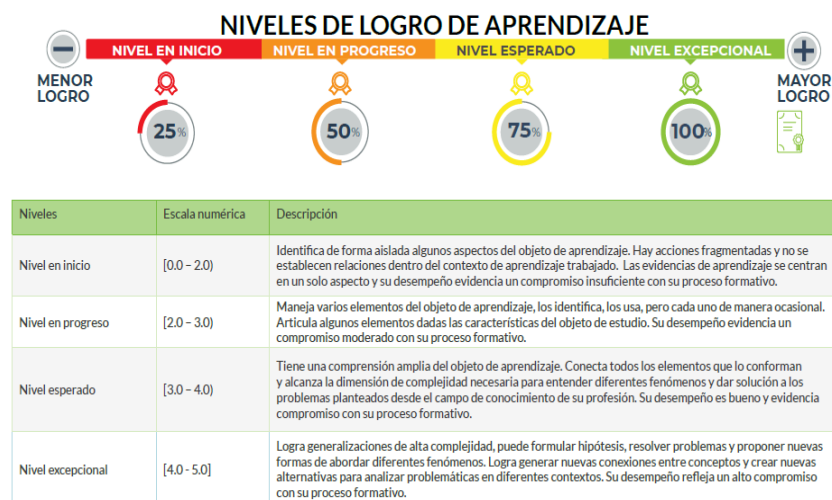 NIVELES DE LOGRO DE APRENDIZAJE
NIVEL EN INICIO NIVEL EN PROGRESO NIVEL ESPERADO NIVEL EXCEPCIONAL
MENOR
LOGRO
MAYOR
LOGRO
25% 50% 75% 100%
Niveles Escala numérica Descripción
Nivel en inicio [0.0 – 2.0)
Identifica de forma aislada algunos aspectos del objeto de aprendizaje. Hay acciones fragmentadas y no se
establecen relaciones dentro del contexto de aprendizaje trabajado. Las evidencias de aprendizaje se centran
en un solo aspecto y su desempeño evidencia un compromiso insuficiente con su proceso formativo.
Nivel en progreso [2.0 – 3.0)
Maneja varios elementos del objeto de aprendizaje, los identifica, los usa, pero cada uno de manera ocasional.
Articula algunos elementos dadas las características del objeto de estudio. Su desempeño evidencia un
compromiso moderado con su proceso formativo.
Nivel esperado [3.0 – 4.0)
Tiene una comprensión amplia del objeto de aprendizaje. Conecta todos los elementos que lo conforman
y alcanza la dimensión de complejidad necesaria para entender diferentes fenómenos y dar solución a los
problemas planteados desde el campo de conocimiento de su profesión. Su desempeño es bueno y evidencia
compromiso con su proceso formativo.
Nivel excepcional [4.0 - 5.0]
Logra generalizaciones de alta complejidad, puede formular hipótesis, resolver problemas y proponer nuevas
formas de abordar diferentes fenómenos. Logra generar nuevas conexiones entre conceptos y crear nuevas
alternativas para analizar problemáticas en diferentes contextos. Su desempeño refleja un alto compromiso
con su proceso formativo.